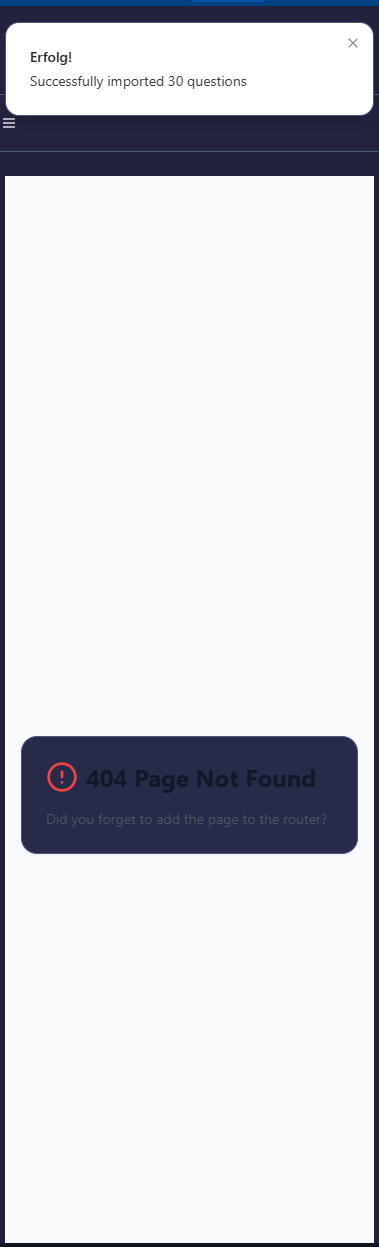 Erfolg!
Successfully imported 30 questions
404 Page Not Found
Did you forget to add the page to the router?